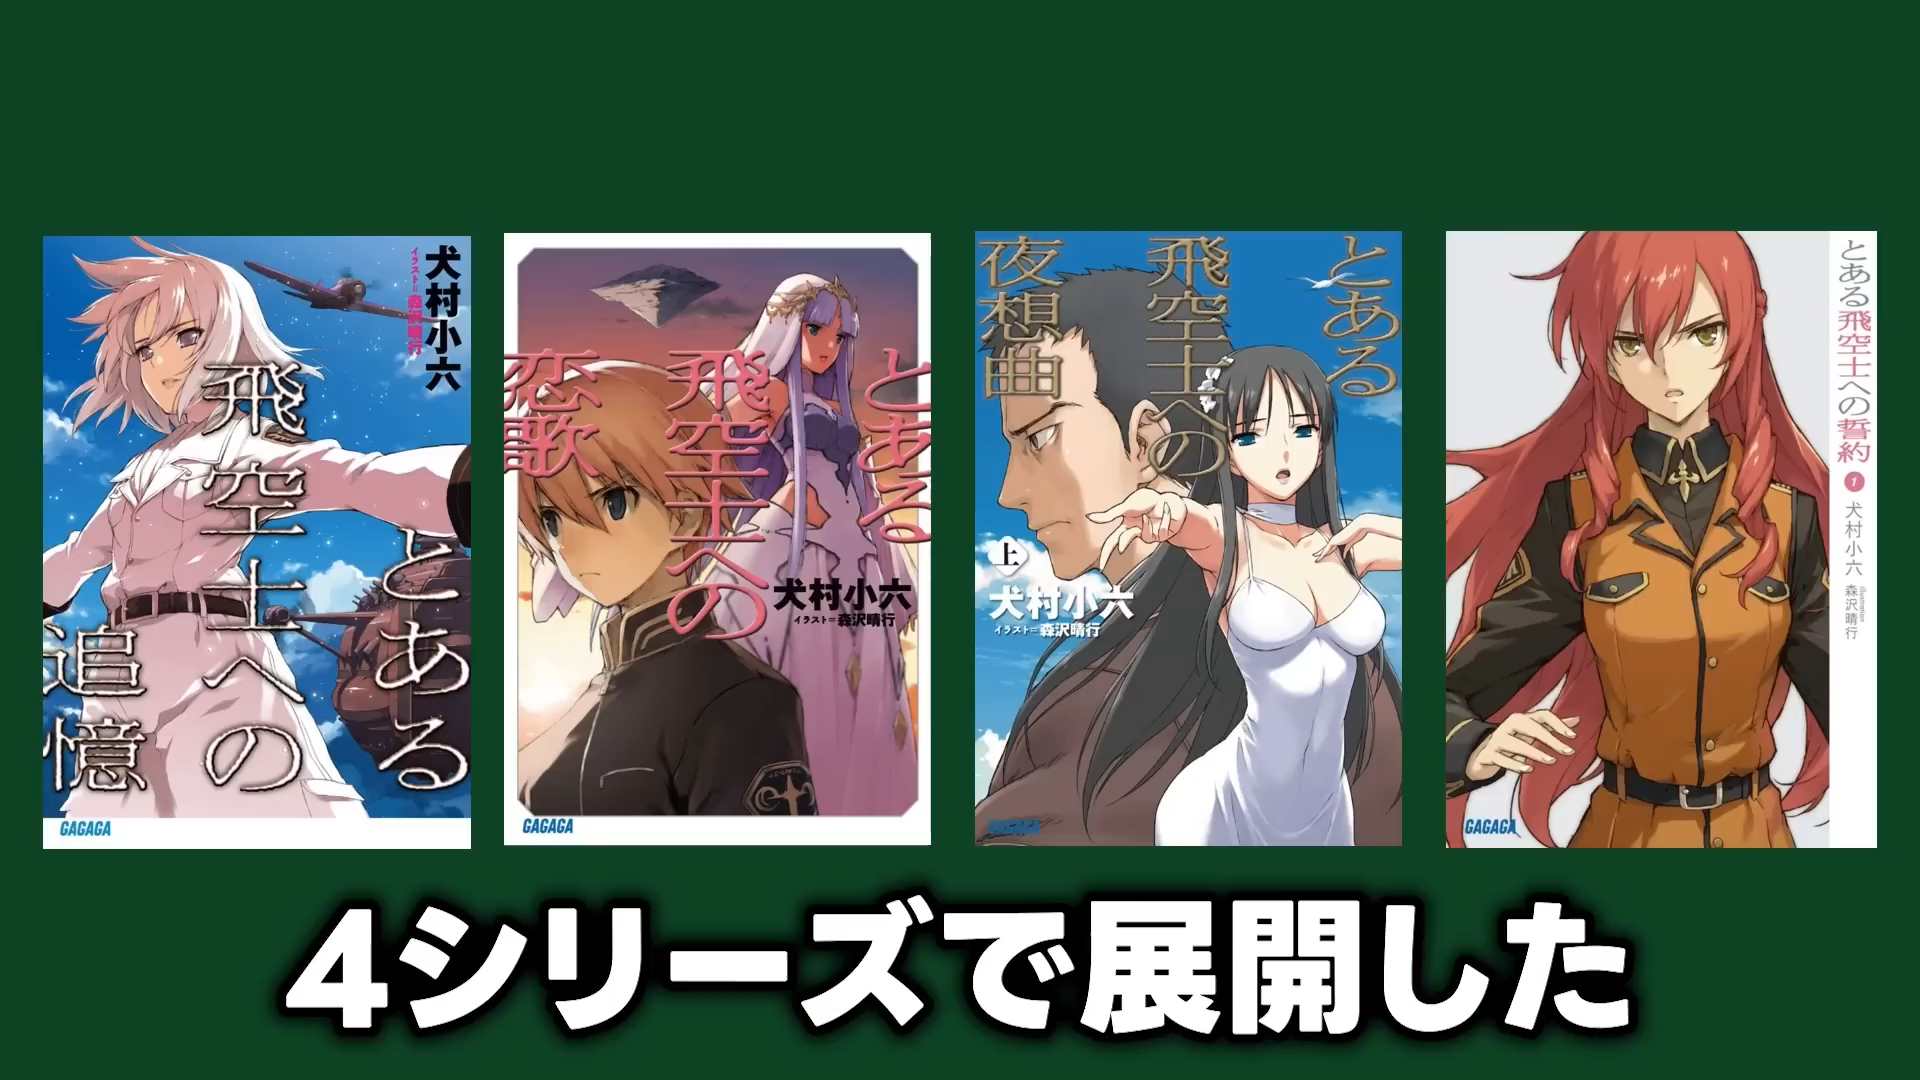 犬村小六
イラスト=森沢晴行
とある
飛空士への
追憶
GAGAGA
とある
飛空士への
恋歌
犬村小六
イラスト=森沢晴行
GAGAGA
とある
飛空士への
夜想曲
上
犬村小六
イラスト=森沢晴行
GAGAGA
とある飛空士への誓約
1
犬村小六
illustration
森沢晴行
GAGAGA
4シリーズで展開した